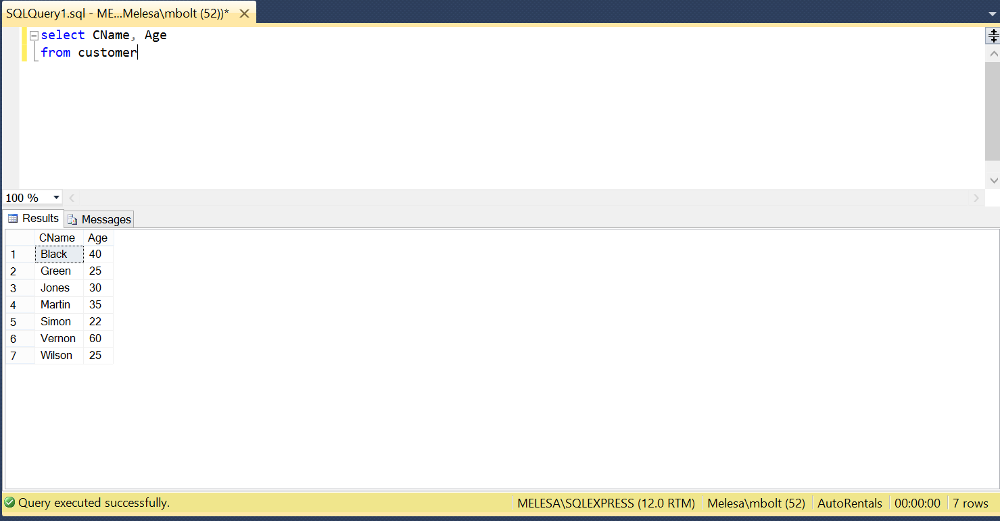 SQLQuery1.sql - ME...Melesa\mbolt (52))*
select CName, Age
from customer
100 %
Results Messages
CName Age
1 Black 40
2 Green 25
3 Jones 30
4 Martin 35
5 Simon 22
6 Vernon 60
7 Wilson 25
Query executed successfully. MELESA\SQLEXPRESS (12.0 RTM) Melesa\mbolt (52) AutoRentals 00:00:00 7 rows